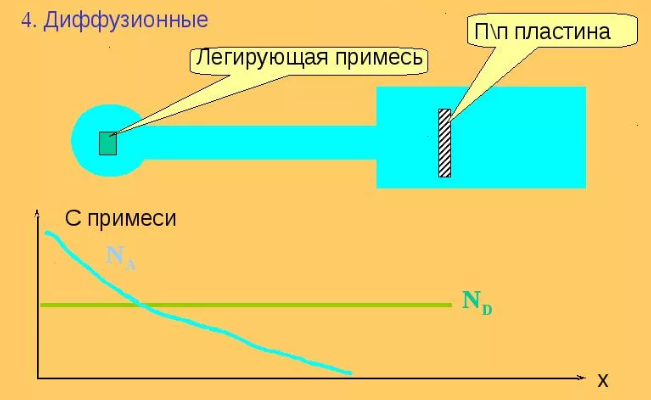 4. Диффузионные
П\п пластина
Легирующая примесь
С примеси
NA
ND
x